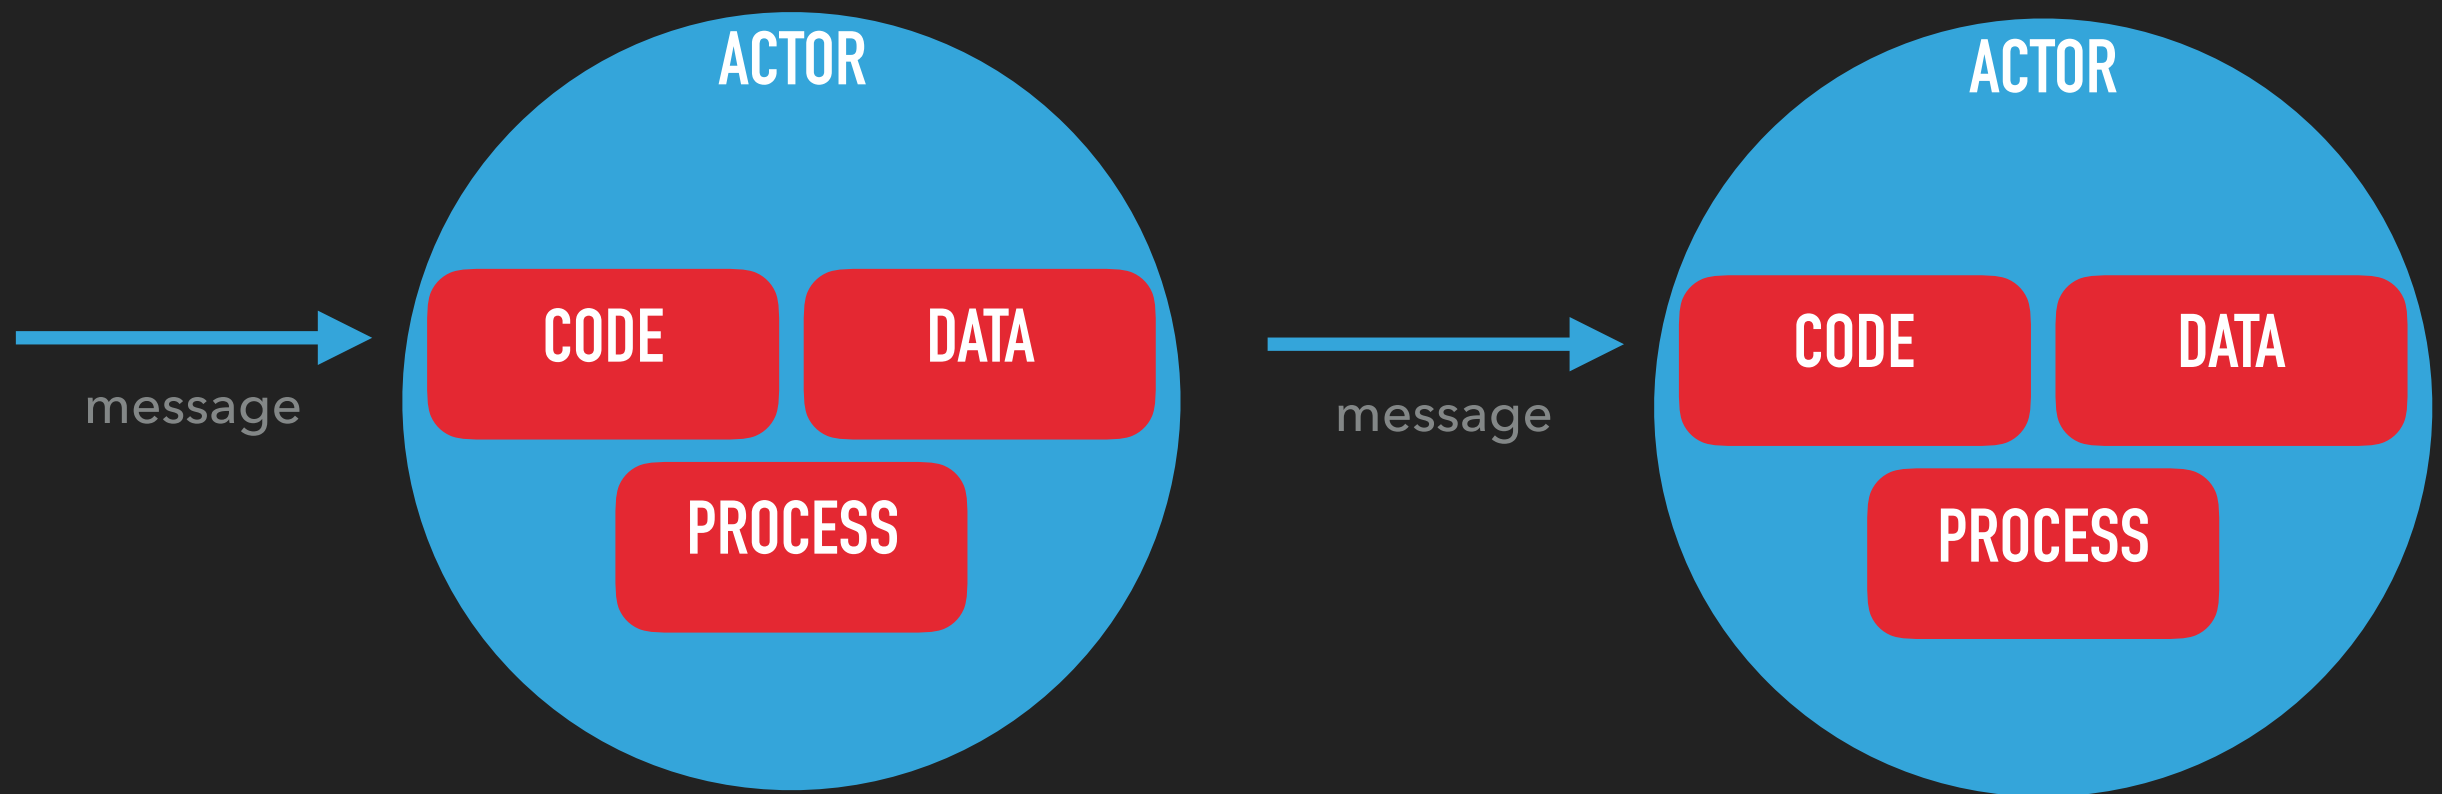 ACTOR
CODE
DATA
PROCESS
message
ACTOR
CODE
DATA
PROCESS
message